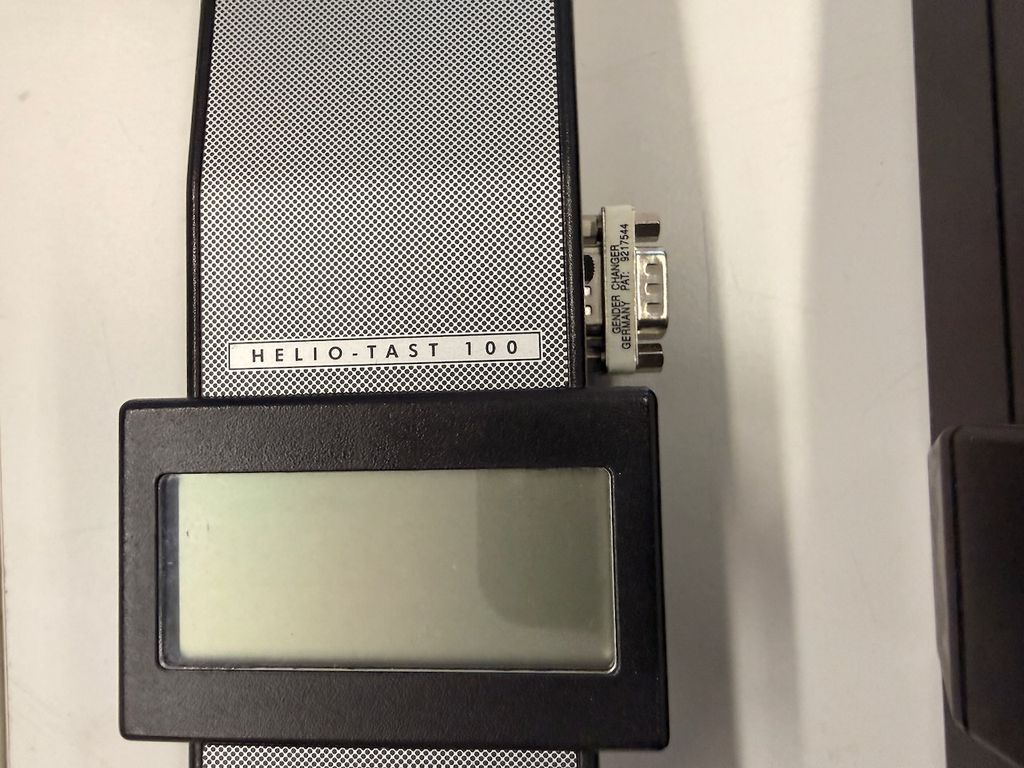 HELIO-TAST 100
GENDER CHANGER
GERMANY PAT: 9217544